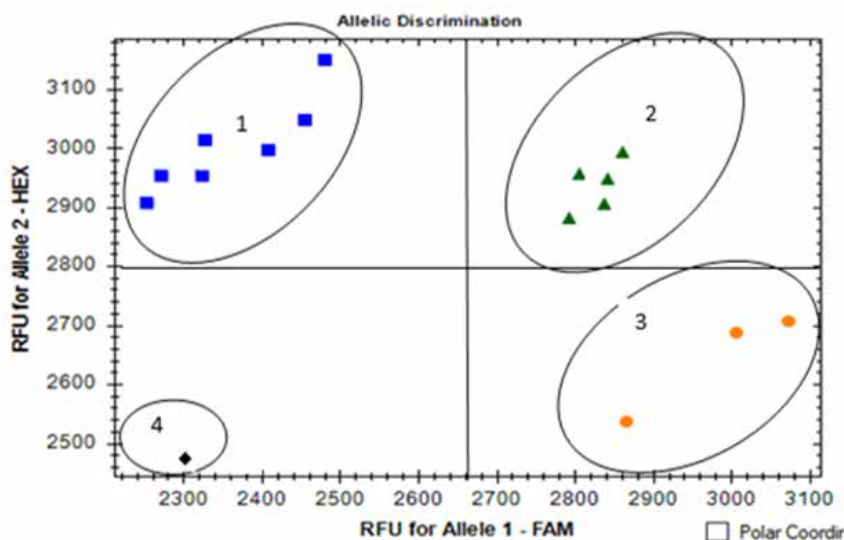 Allelic Discrimination
RFU for Allele 2 - HEX
3100
3000
2900
2800
2700
2600
2500
1
2
3
4
2300 2400 2500 2600 2700 2800 2900 3000 3100
RFU for Allele 1 - FAM
Polar Coordin